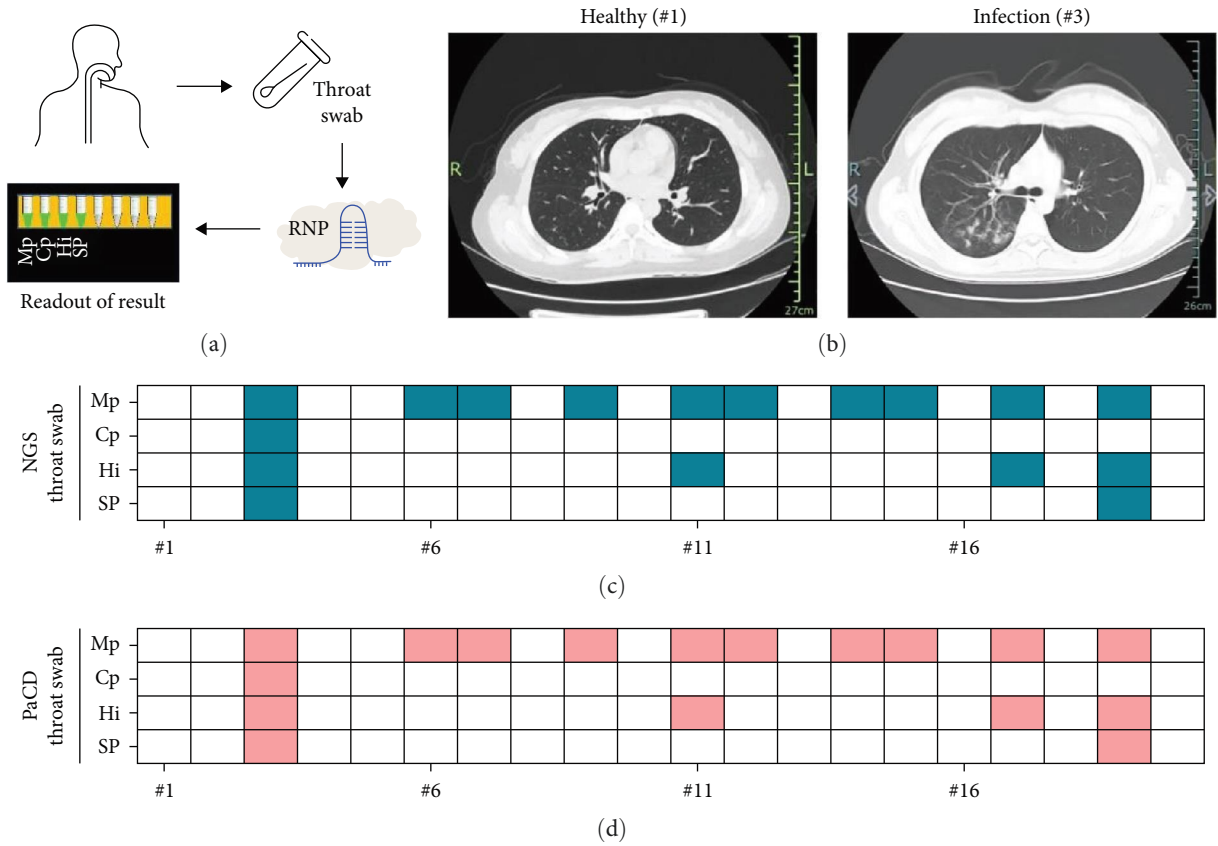 Healthy (#1)
Infection (#3)
Throat
swab
RNP
Mp
Cp
Hi
SP
Readout of result
R
L
27cm
R
L
26cm
(a)
(b)
NGS
throat swab
Mp
Cp
Hi
SP
#1
#6
#11
#16
(c)
PaCD
throat swab
Mp
Cp
Hi
SP
#1
#6
#11
#16
(d)